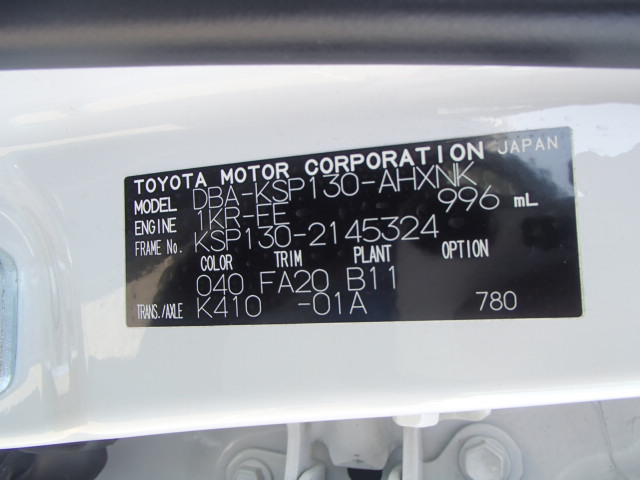 TOYOTA MOTOR CORPORATION JAPAN
MODEL DBA-KSP130-AHXNK
ENGINE 1KR-FE 996 mL
FRAME No. KSP130-2145324
COLOR TRIM PLANT OPTION
040 FA20 B11
TRANS./AXLE K410 -01A 780